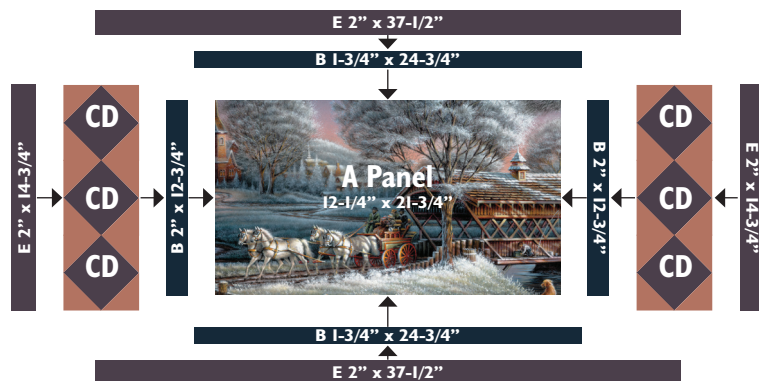 E 2” x 37-1/2”
B 1-3/4” x 24-3/4”
E 2” x 14-3/4”
CD
CD
CD
B 2” x 12-3/4”
A Panel
12-1/4” x 21-3/4”
B 2” x 12-3/4”
CD
CD
CD
E 2” x 14-3/4”
B 1-3/4” x 24-3/4”
E 2” x 37-1/2”